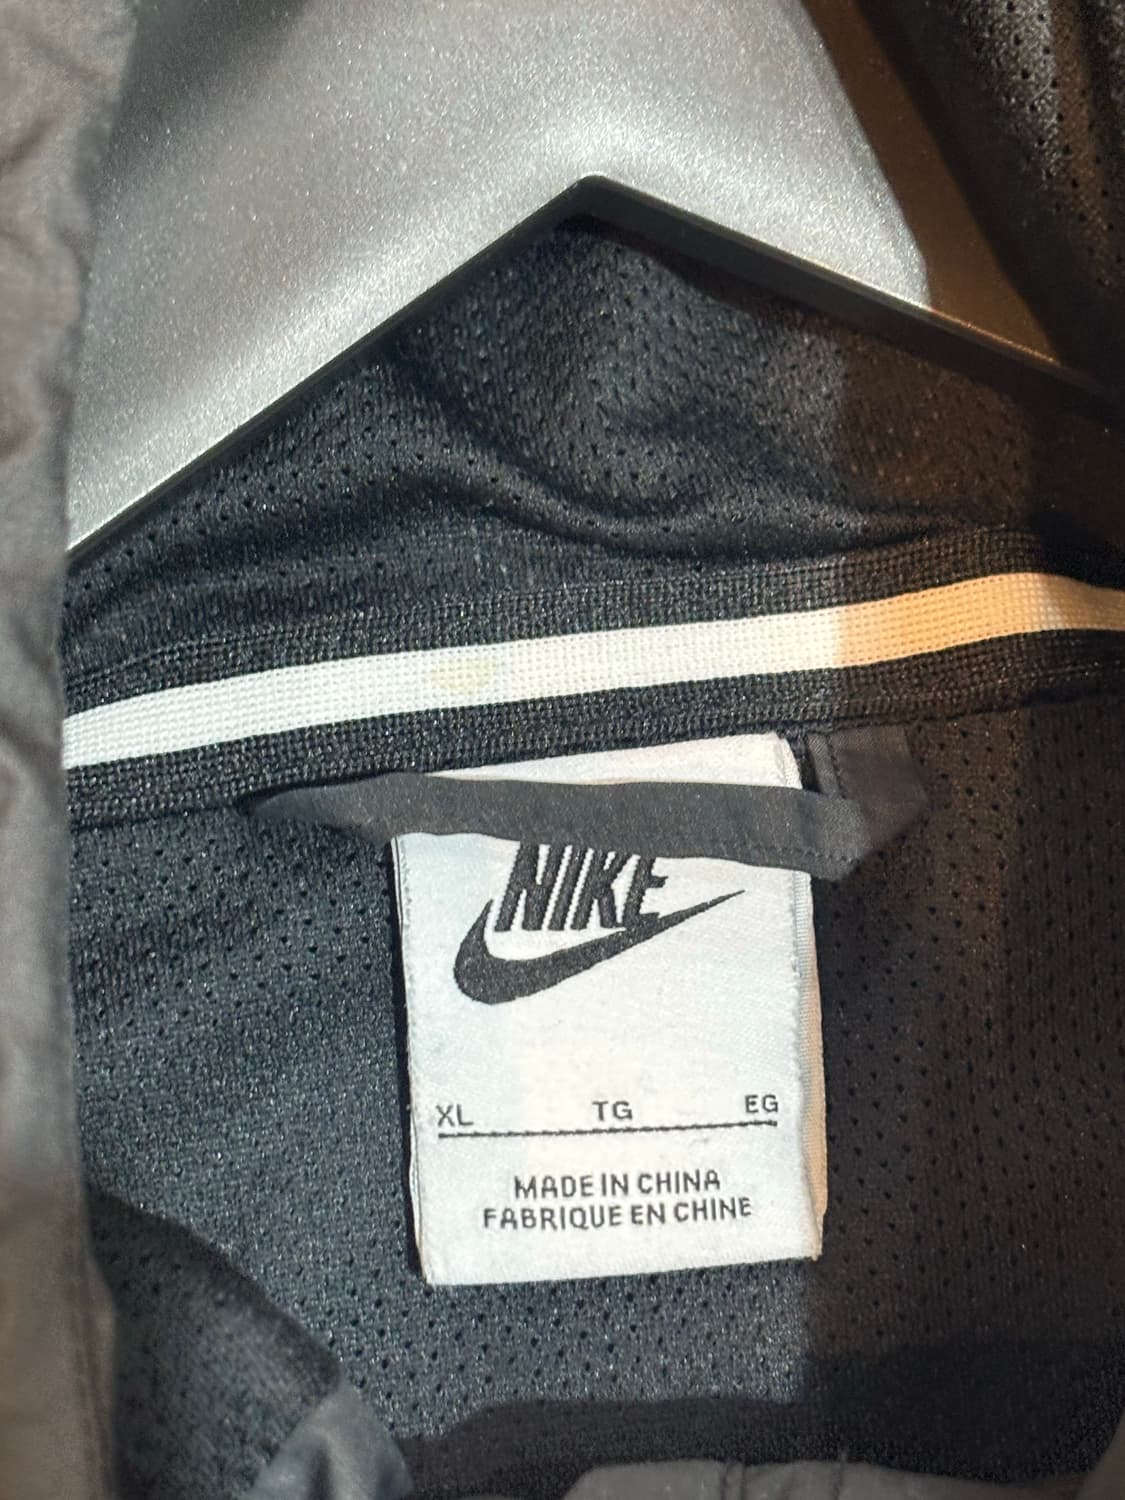 NIKE
XL TG EG
MADE IN CHINA
FABRIQUE EN CHINE